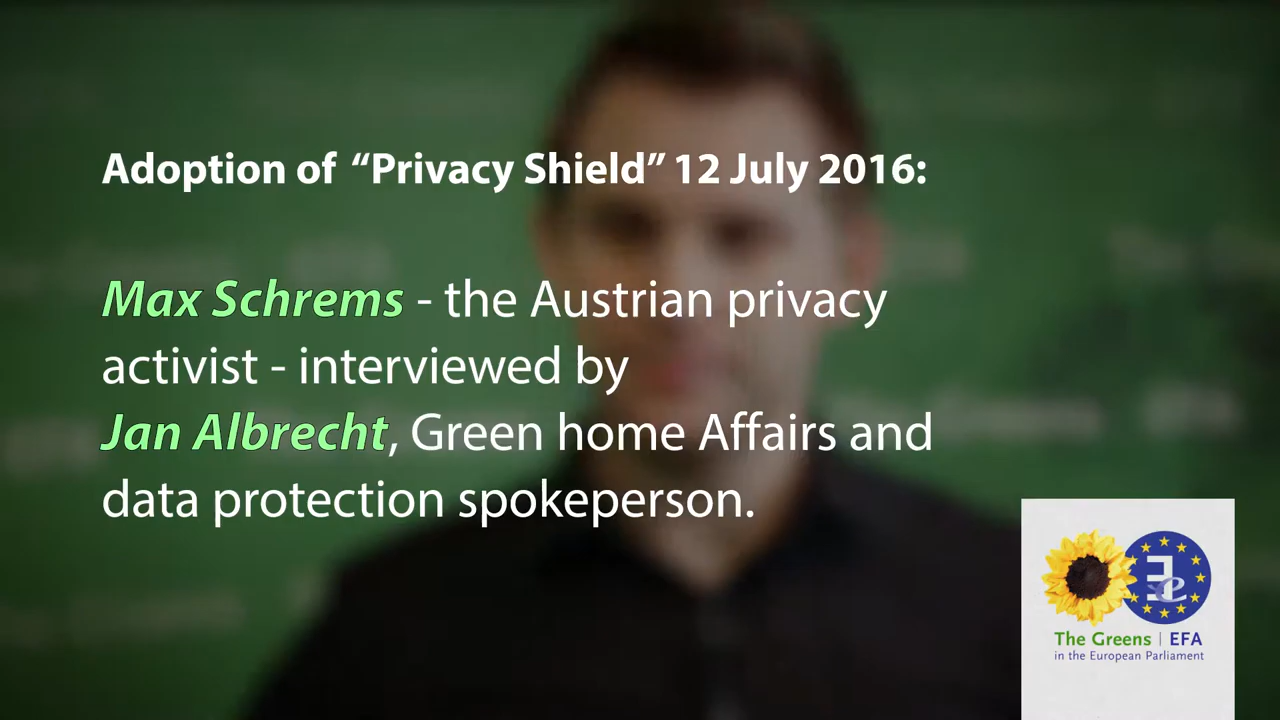 Adoption of “Privacy Shield” 12 July 2016:
Max Schrems - the Austrian privacy
activist - interviewed by
Jan Albrecht, Green home Affairs and
data protection spokeperson.
The Greens | EFA
in the European Parliament